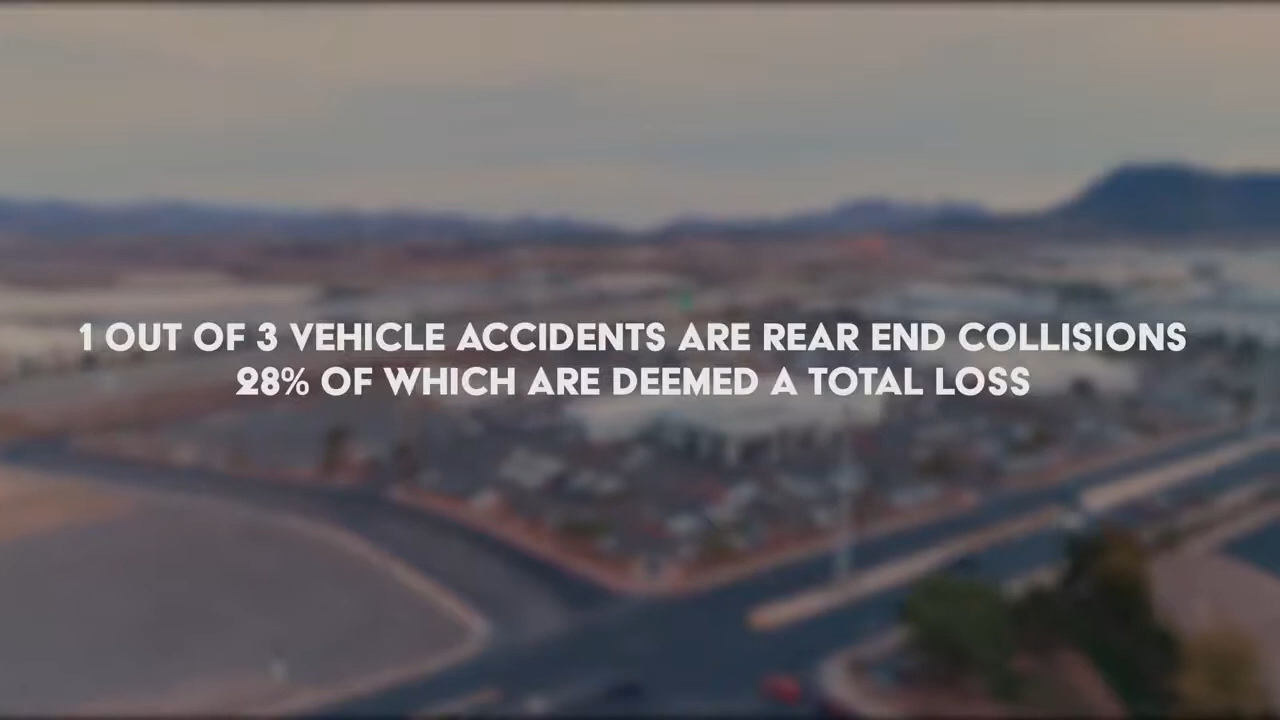 1 OUT OF 3 VEHICLE ACCIDENTS ARE REAR END COLLISIONS
28% OF WHICH ARE DEEMED A TOTAL LOSS